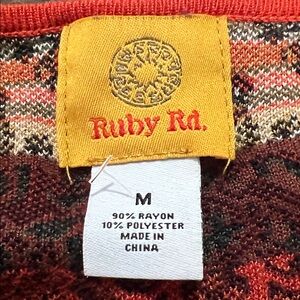 Ruby Rd.
M
90% RAYON
10% POLYESTER
MADE IN
CHINA